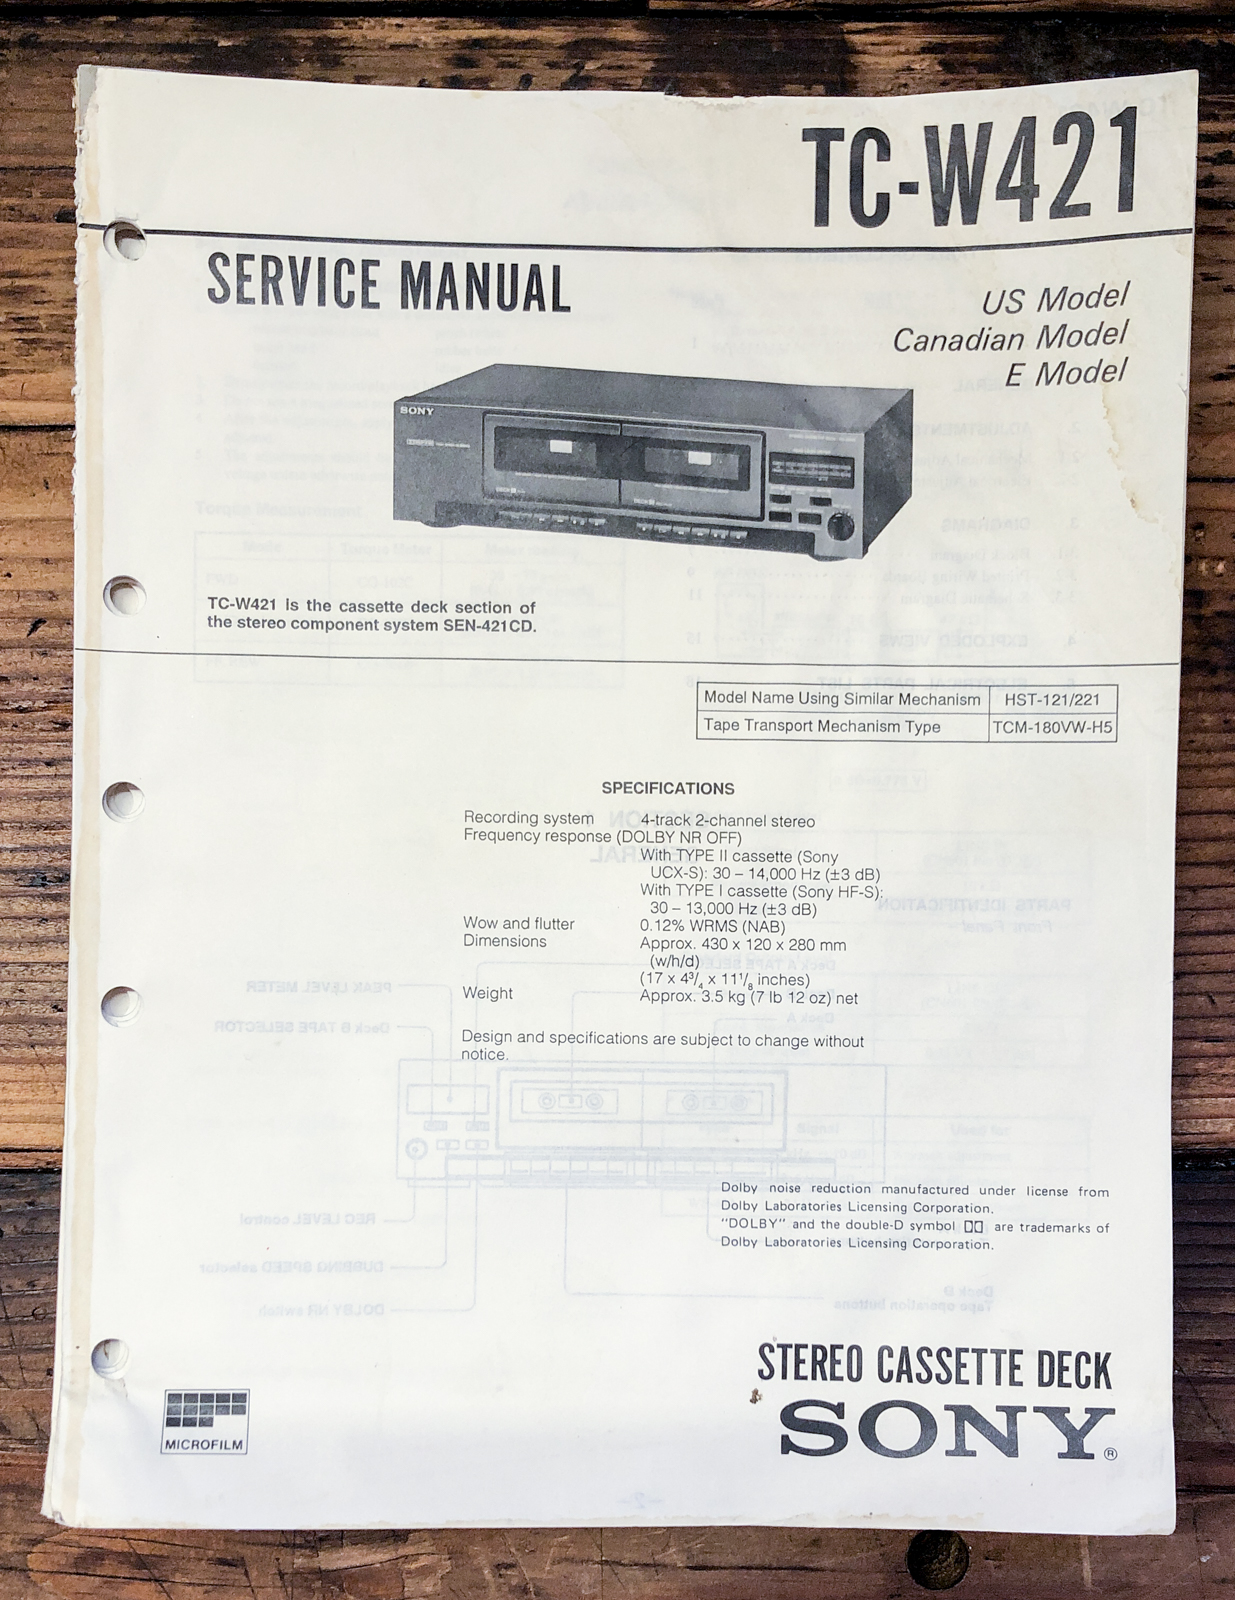 TC-W421
SERVICE MANUAL
US Model
Canadian Model
E Model
SONY
TC-W421 is the cassette deck section of
the stereo component system SEN-421CD.
Model Name Using Similar Mechanism HST-121/221
Tape Transport Mechanism Type TCM-180VW-H5
SPECIFICATIONS
Recording system 4-track 2-channel stereo
Frequency response (DOLBY NR OFF)
With TYPE II cassette (Sony
UCX-S): 30 – 14,000 Hz (±3 dB)
With TYPE I cassette (Sony HF-S):
30 – 13,000 Hz (±3 dB)
Wow and flutter 0.12% WRMS (NAB)
Dimensions Approx. 430 x 120 x 280 mm
(w/h/d)
(17 x 4³/₄ x 11¹/₈ inches)
Weight Approx. 3.5 kg (7 lb 12 oz) net
Design and specifications are subject to change without
notice.
Dolby noise reduction manufactured under license from
Dolby Laboratories Licensing Corporation.
"DOLBY" and the double-D symbol are trademarks of
Dolby Laboratories Licensing Corporation.
STEREO CASSETTE DECK
SONY®
MICROFILM